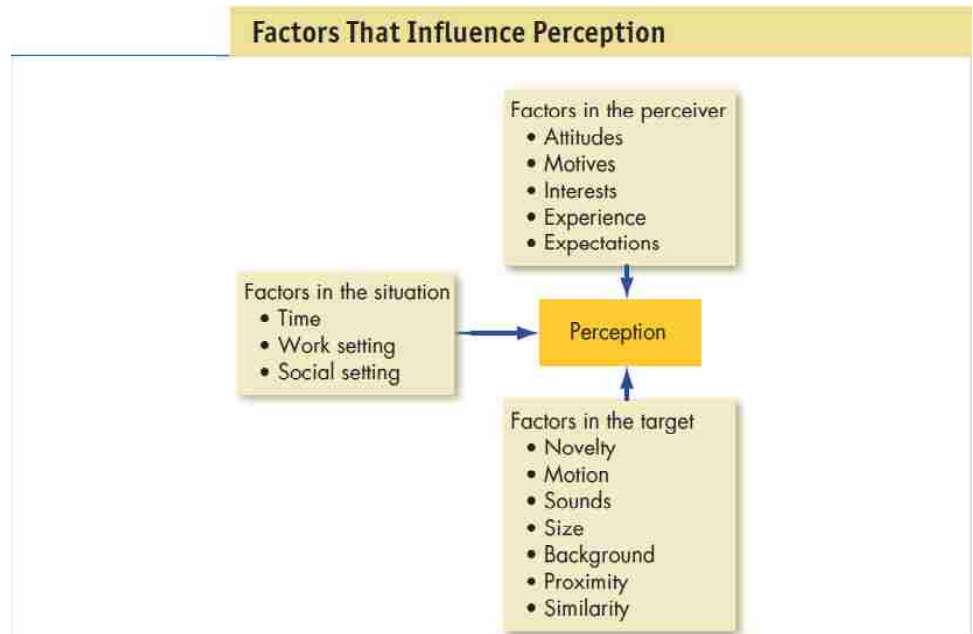 Factors That Influence Perception
Factors in the perceiver
• Attitudes
• Motives
• Interests
• Experience
• Expectations
Factors in the situation
• Time
• Work setting
• Social setting
Perception
Factors in the target
• Novelty
• Motion
• Sounds
• Size
• Background
• Proximity
• Similarity